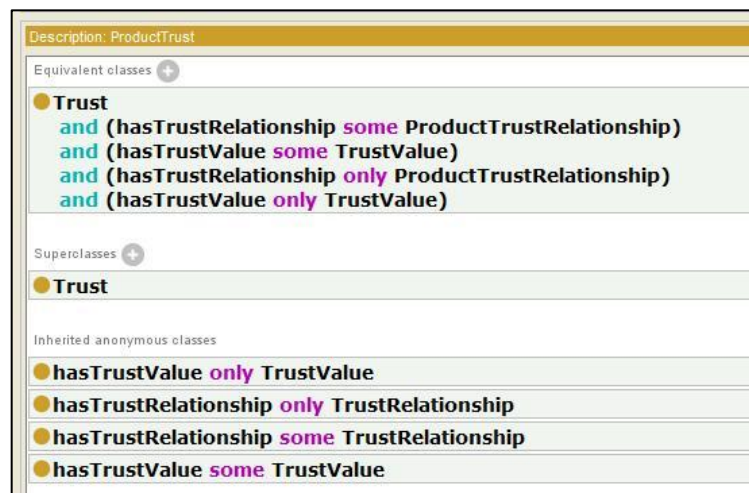 Description: ProductTrust
Equivalent classes
Trust
and (hasTrustRelationship some ProductTrustRelationship)
and (hasTrustValue some TrustValue)
and (hasTrustRelationship only ProductTrustRelationship)
and (hasTrustValue only TrustValue)
Superclasses
Trust
Inherited anonymous classes
hasTrustValue only TrustValue
hasTrustRelationship only TrustRelationship
hasTrustRelationship some TrustRelationship
hasTrustValue some TrustValue